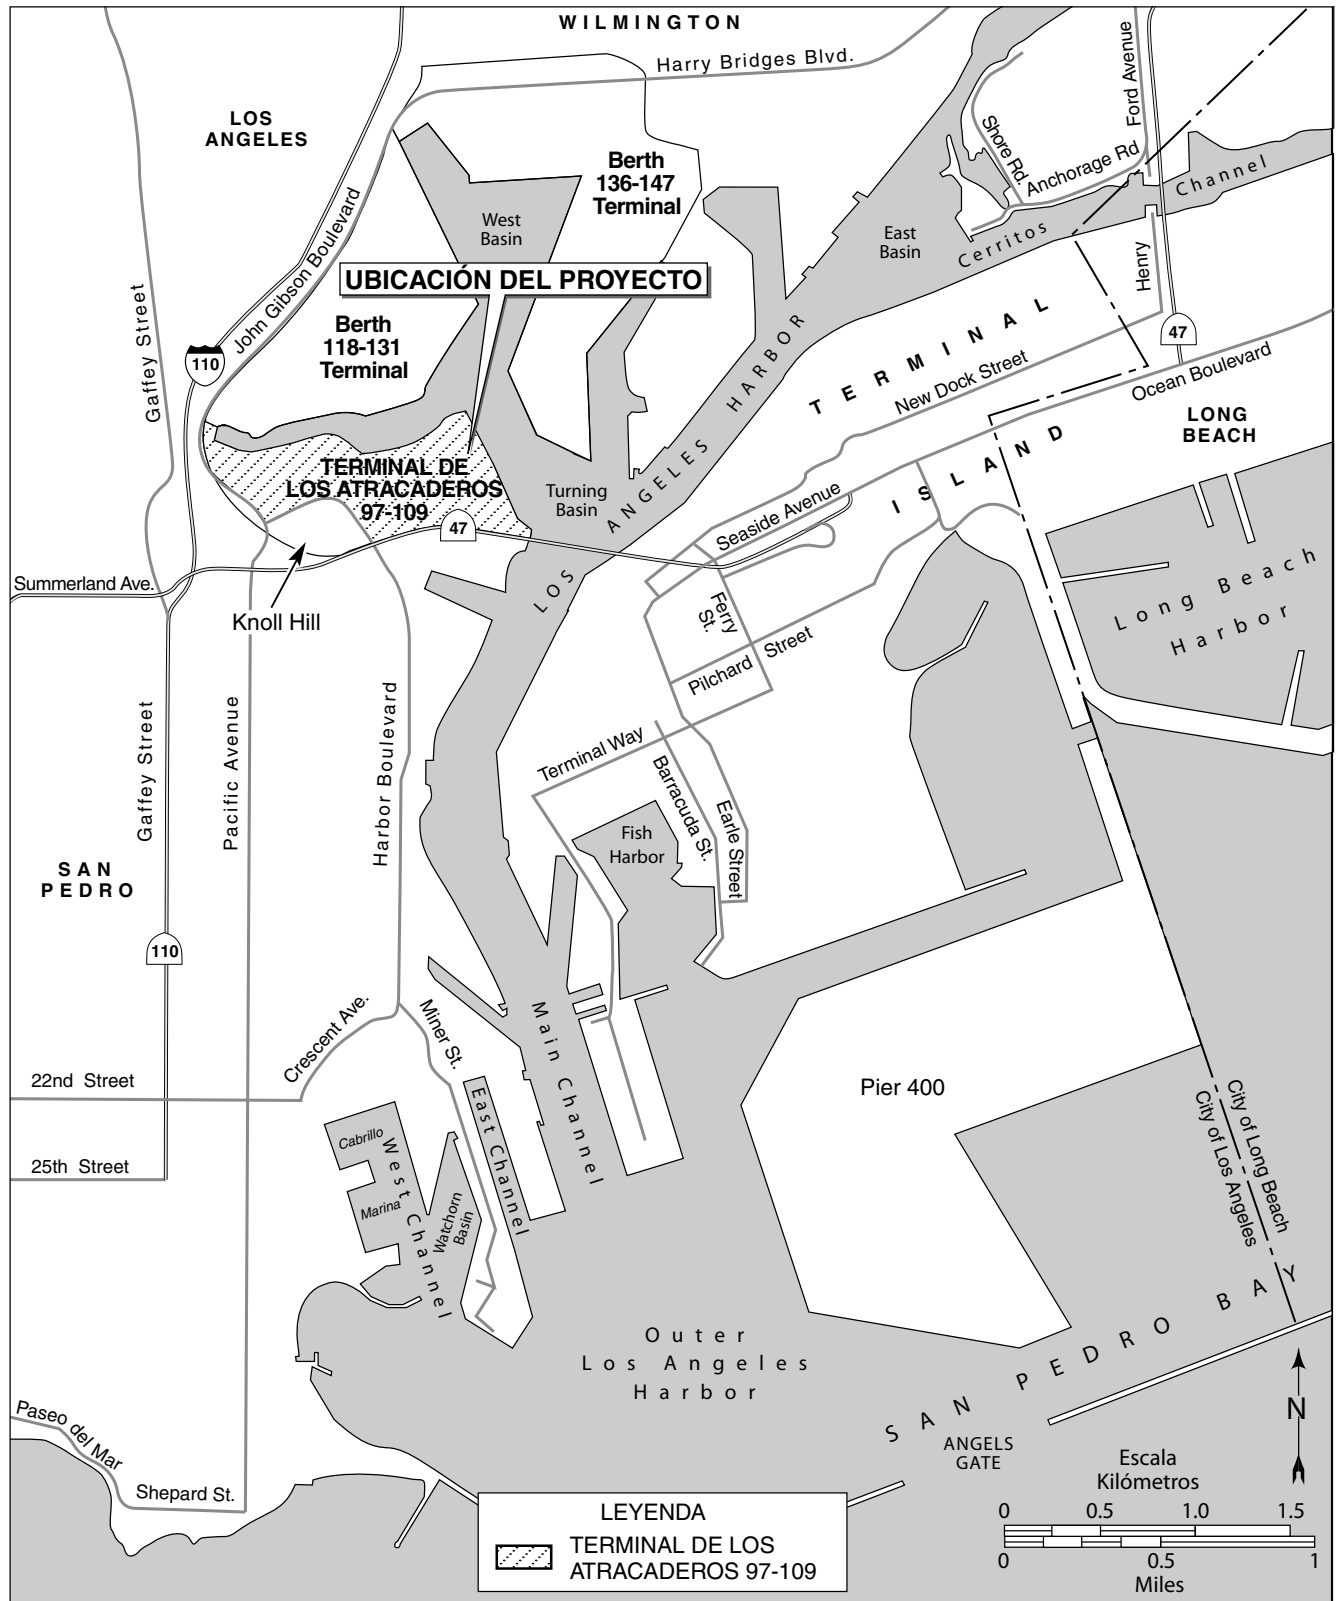 WILMINGTON
Harry Bridges Blvd.
Ford Avenue
LOS
ANGELES
Shore Rd.
Anchorage Rd
Berth
136-147
Terminal
Channel
West
Basin
East
Basin
Cerritos
John Gibson Boulevard
Henry
UBICACIÓN DEL PROYECTO
Gaffey Street
Berth
118-131
Terminal
110
47
TERMINAL
New Dock Street
Ocean Boulevard
LONG
BEACH
ISLAND
LOS ANGELES HARBOR
TERMINAL DE
LOS ATRACADEROS
97-109
Turning
Basin
47
Seaside Avenue
Summerland Ave.
Knoll Hill
Long Beach
Harbor
Ferry
St.
Pilchard Street
Gaffey Street
Pacific Avenue
Harbor Boulevard
Terminal Way
Barracuda St.
Earle Street
Fish
Harbor
SAN
PEDRO
110
Crescent Ave.
Miner St.
Main Channel
22nd Street
Pier 400
City of Long Beach
City of Los Angeles
East Channel
Cabrillo
Marina
West Channel
25th Street
Watchorn
Basin
Outer
Los Angeles
Harbor
SAN PEDRO BAY
ANGELS
GATE
N
Paseo del Mar
Shepard St.
LEYENDA
TERMINAL DE LOS
ATRACADEROS 97-109
Escala
Kilómetros
0 0.5 1.0 1.5
0 0.5 1
Miles